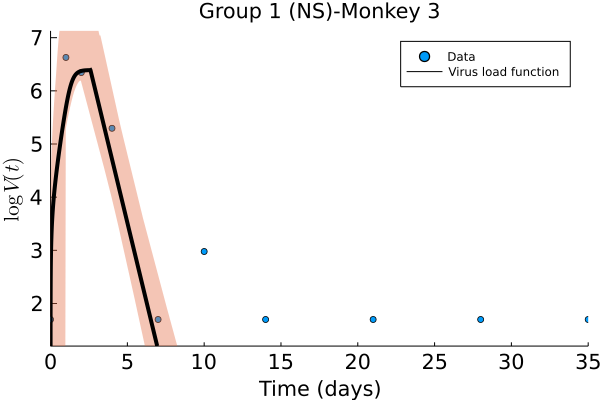 Group 1 (NS)-Monkey 3
7
6
5
4
3
2
log V(t)
Data
Virus load function
0 5 10 15 20 25 30 35
Time (days)